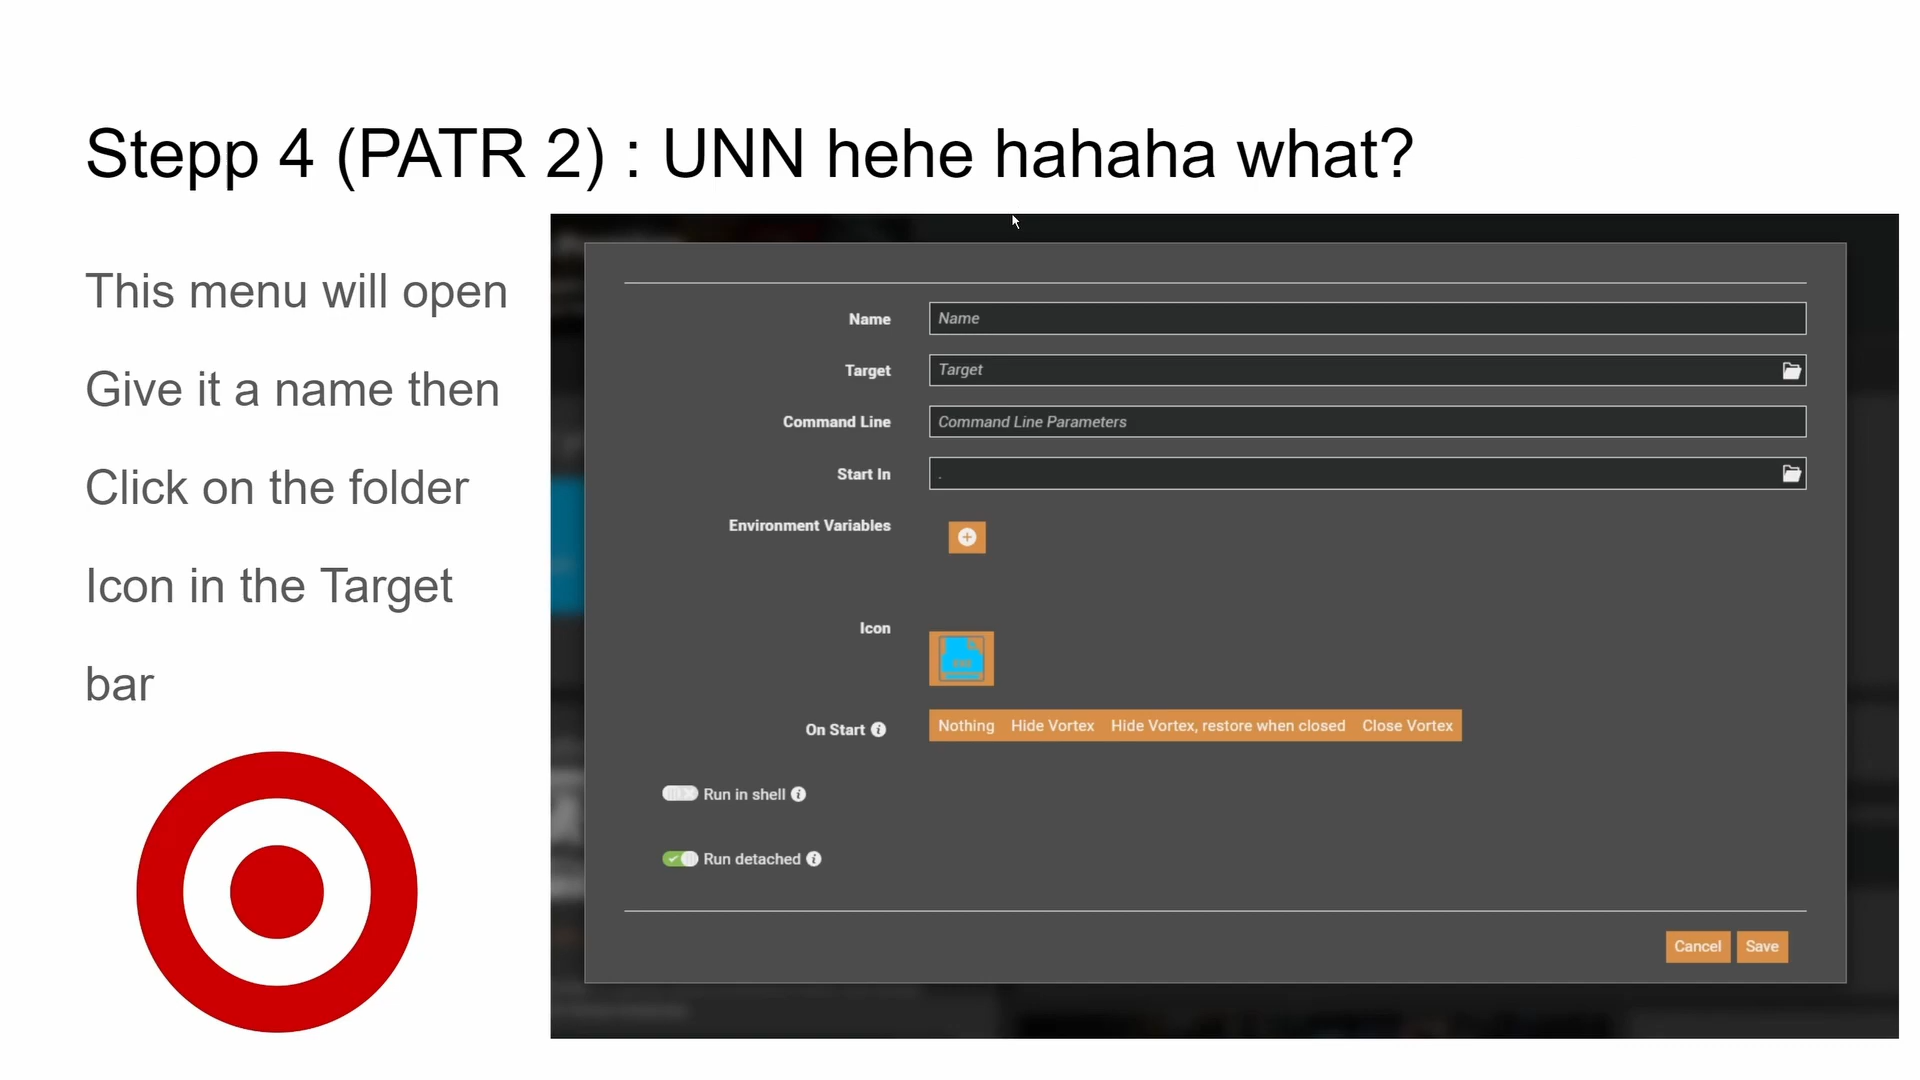 Stepp 4 (PATR 2) : UNN hehe hahaha what?
This menu will open
Give it a name then
Click on the folder
Icon in the Target
bar
Name Name
Target Target
Command Line Command Line Parameters
Start In .
Environment Variables
Icon
On Start Nothing Hide Vortex Hide Vortex, restore when closed Close Vortex
Run in shell
Run detached
Cancel Save